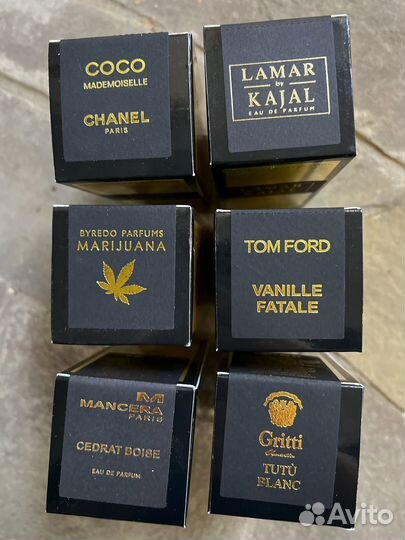 COCO
MADEMOISELLE
CHANEL
PARIS
LAMAR
by
KAJAL
EAU DE PARFUM
BYREDO PARFUMS
MARIJUANA
TOM FORD
VANILLE
FATALE
M
MANCERA
PARIS
CEDRAT BOISE
EAU DE PARFUM
Gritti
TUTÙ
BLANC
Avito